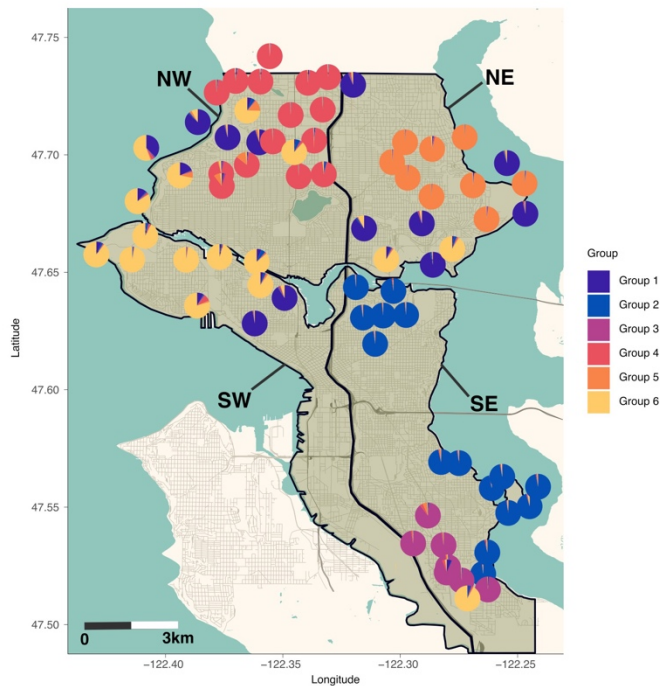 47.75
NW
NE
47.70
47.65
Latitude
47.60
SW
SE
47.55
47.50
0
3km
−122.40
−122.35
−122.30
−122.25
Longitude
Group
Group 1
Group 2
Group 3
Group 4
Group 5
Group 6